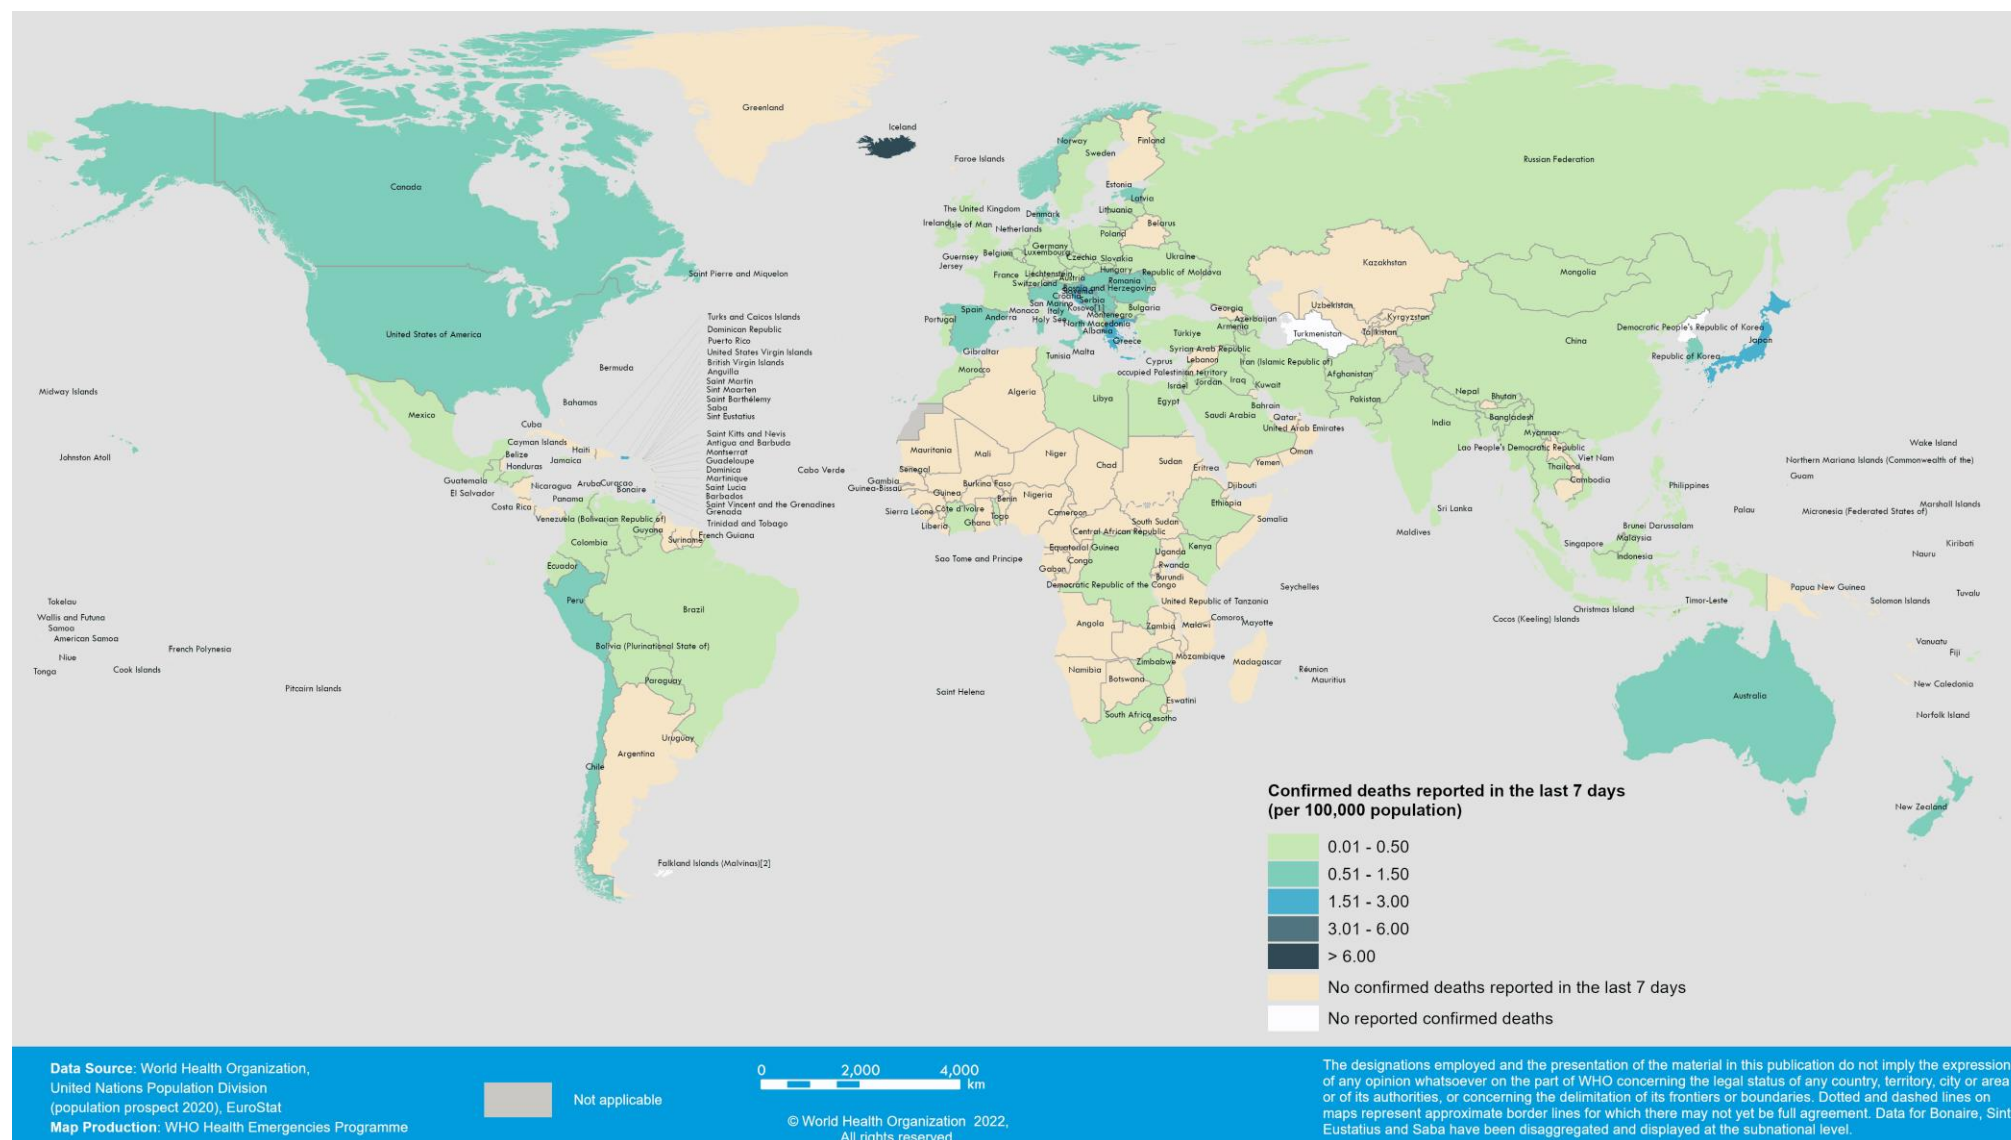 Greenland
Iceland
Faroe Islands
Norway
Sweden
Finland
Russian Federation
Canada
Estonia
Latvia
Lithuania
The United Kingdom
Denmark
Ireland
Isle of Man
Netherlands
Belarus
Poland
Germany
Guernsey
Belgium
Luxembourg
Czechia
Slovakia
Ukraine
Jersey
Kazakhstan
Saint Pierre and Miquelon
France
Liechtenstein
Austria
Hungary
Republic of Moldova
Mongolia
Switzerland
Romania
Bosnia and Herzegovina
Croatia
Serbia
San Marino
Kosovo[1]
Spain
Andorra
Monaco
Italy
Montenegro
Bulgaria
Georgia
Uzbekistan
Portugal
Holy See
North Macedonia
Azerbaijan
Kyrgyzstan
Albania
Armenia
Turkmenistan
Tajikistan
Democratic People's Republic of Korea
United States of America
Greece
Türkiye
China
Japan
Gibraltar
Tunisia
Malta
Syrian Arab Republic
Republic of Korea
Cyprus
Lebanon
Iran (Islamic Republic of)
Morocco
occupied Palestinian territory
Afghanistan
Israel
Jordan
Iraq
Kuwait
Turks and Caicos Islands
Dominican Republic
Puerto Rico
United States Virgin Islands
British Virgin Islands
Anguilla
Saint Martin
Sint Maarten
Saint Barthélemy
Saba
Sint Eustatius
Saint Kitts and Nevis
Antigua and Barbuda
Montserrat
Guadeloupe
Dominica
Martinique
Saint Lucia
Barbados
Saint Vincent and the Grenadines
Grenada
Trinidad and Tobago
French Guiana
Bermuda
Midway Islands
Bahamas
Mexico
Cuba
Cayman Islands
Haiti
Belize
Jamaica
Honduras
Guatemala
El Salvador
Nicaragua
Aruba
Curaçao
Bonaire
Panama
Costa Rica
Venezuela (Bolivarian Republic of)
Guyana
Suriname
Colombia
Ecuador
Peru
Brazil
Bolivia (Plurinational State of)
Paraguay
Uruguay
Argentina
Chile
Falkland Islands (Malvinas)[2]
Johnston Atoll
Tokelau
Wallis and Futuna
Samoa
American Samoa
French Polynesia
Niue
Tonga
Cook Islands
Pitcairn Islands
Algeria
Libya
Egypt
Pakistan
Nepal
Bhutan
Bahrain
Saudi Arabia
Qatar
India
Bangladesh
United Arab Emirates
Myanmar
Mauritania
Mali
Niger
Oman
Lao People's Democratic Republic
Cabo Verde
Senegal
Chad
Sudan
Eritrea
Yemen
Viet Nam
Thailand
Gambia
Guinea-Bissau
Burkina Faso
Djibouti
Cambodia
Philippines
Guinea
Benin
Nigeria
Ethiopia
Sierra Leone
Côte d'Ivoire
Togo
Cameroon
Sri Lanka
Liberia
Ghana
South Sudan
Somalia
Central African Republic
Maldives
Brunei Darussalam
Malaysia
Singapore
Palau
Wake Island
Northern Mariana Islands (Commonwealth of the)
Guam
Marshall Islands
Micronesia (Federated States of)
Sao Tome and Principe
Equatorial Guinea
Congo
Uganda
Kenya
Gabon
Rwanda
Burundi
Democratic Republic of the Congo
Indonesia
Kiribati
Nauru
Seychelles
Papua New Guinea
Tuvalu
United Republic of Tanzania
Christmas Island
Timor-Leste
Solomon Islands
Angola
Zambia
Malawi
Comoros
Mayotte
Cocos (Keeling) Islands
Vanuatu
Fiji
Zimbabwe
Mozambique
Madagascar
Namibia
Botswana
Réunion
Mauritius
New Caledonia
Saint Helena
Eswatini
Australia
South Africa
Lesotho
Norfolk Island
New Zealand
Confirmed deaths reported in the last 7 days
(per 100,000 population)
0.01 - 0.50
0.51 - 1.50
1.51 - 3.00
3.01 - 6.00
> 6.00
No confirmed deaths reported in the last 7 days
No reported confirmed deaths
Data Source: World Health Organization,
United Nations Population Division
(population prospect 2020), EuroStat
Map Production: WHO Health Emergencies Programme
Not applicable
0 2,000 4,000
km
© World Health Organization 2022,
All rights reserved
The designations employed and the presentation of the material in this publication do not imply the expression
of any opinion whatsoever on the part of WHO concerning the legal status of any country, territory, city or area
or of its authorities, or concerning the delimitation of its frontiers or boundaries. Dotted and dashed lines on
maps represent approximate border lines for which there may not yet be full agreement. Data for Bonaire, Sint
Eustatius and Saba have been disaggregated and displayed at the subnational level.